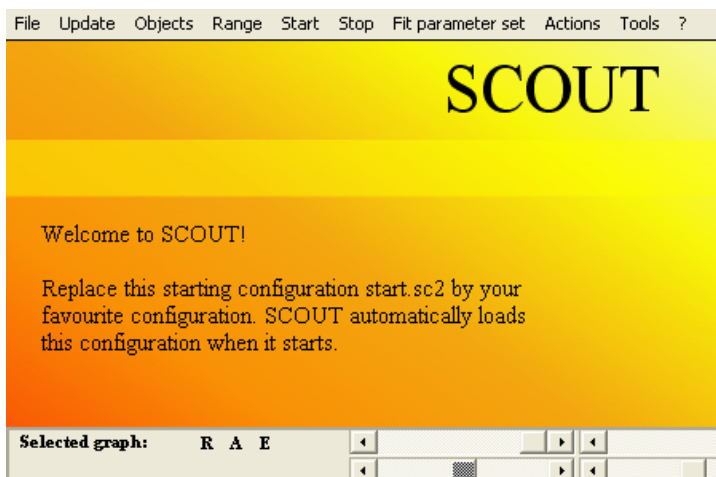 File Update Objects Range Start Stop Fit parameter set Actions Tools ?
SCOUT
Welcome to SCOUT!
Replace this starting configuration start.sc2 by your
favourite configuration. SCOUT automatically loads
this configuration when it starts.
Selected graph: R A E